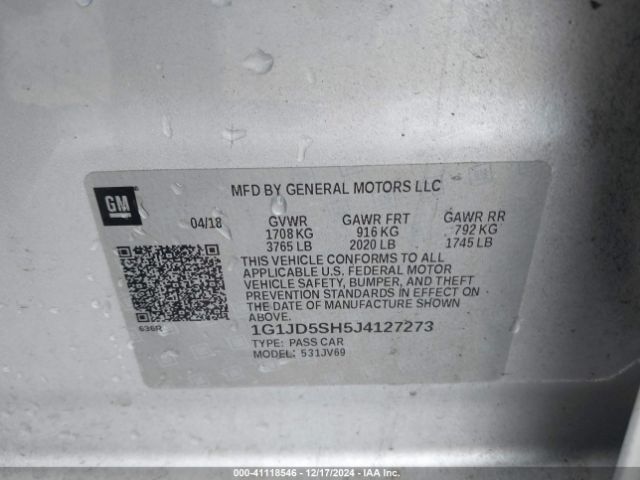 GM
MFD BY GENERAL MOTORS LLC
04/18 GVWR GAWR FRT GAWR RR
1708 KG 916 KG 792 KG
3765 LB 2020 LB 1745 LB
THIS VEHICLE CONFORMS TO ALL
APPLICABLE U.S. FEDERAL MOTOR
VEHICLE SAFETY, BUMPER, AND THEFT
PREVENTION STANDARDS IN EFFECT ON
THE DATE OF MANUFACTURE SHOWN
ABOVE.
636R
1G1JD5SH5J4127273
TYPE: PASS CAR
MODEL: 531JV69
000-41118546 - 12/17/2024 - IAA Inc.